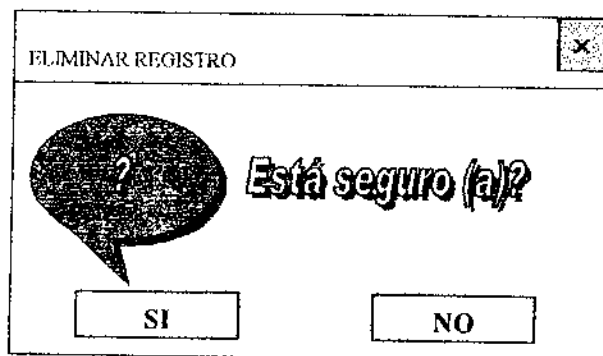 ELIMINAR REGISTRO
×
?
Está seguro (a)?
SI
NO